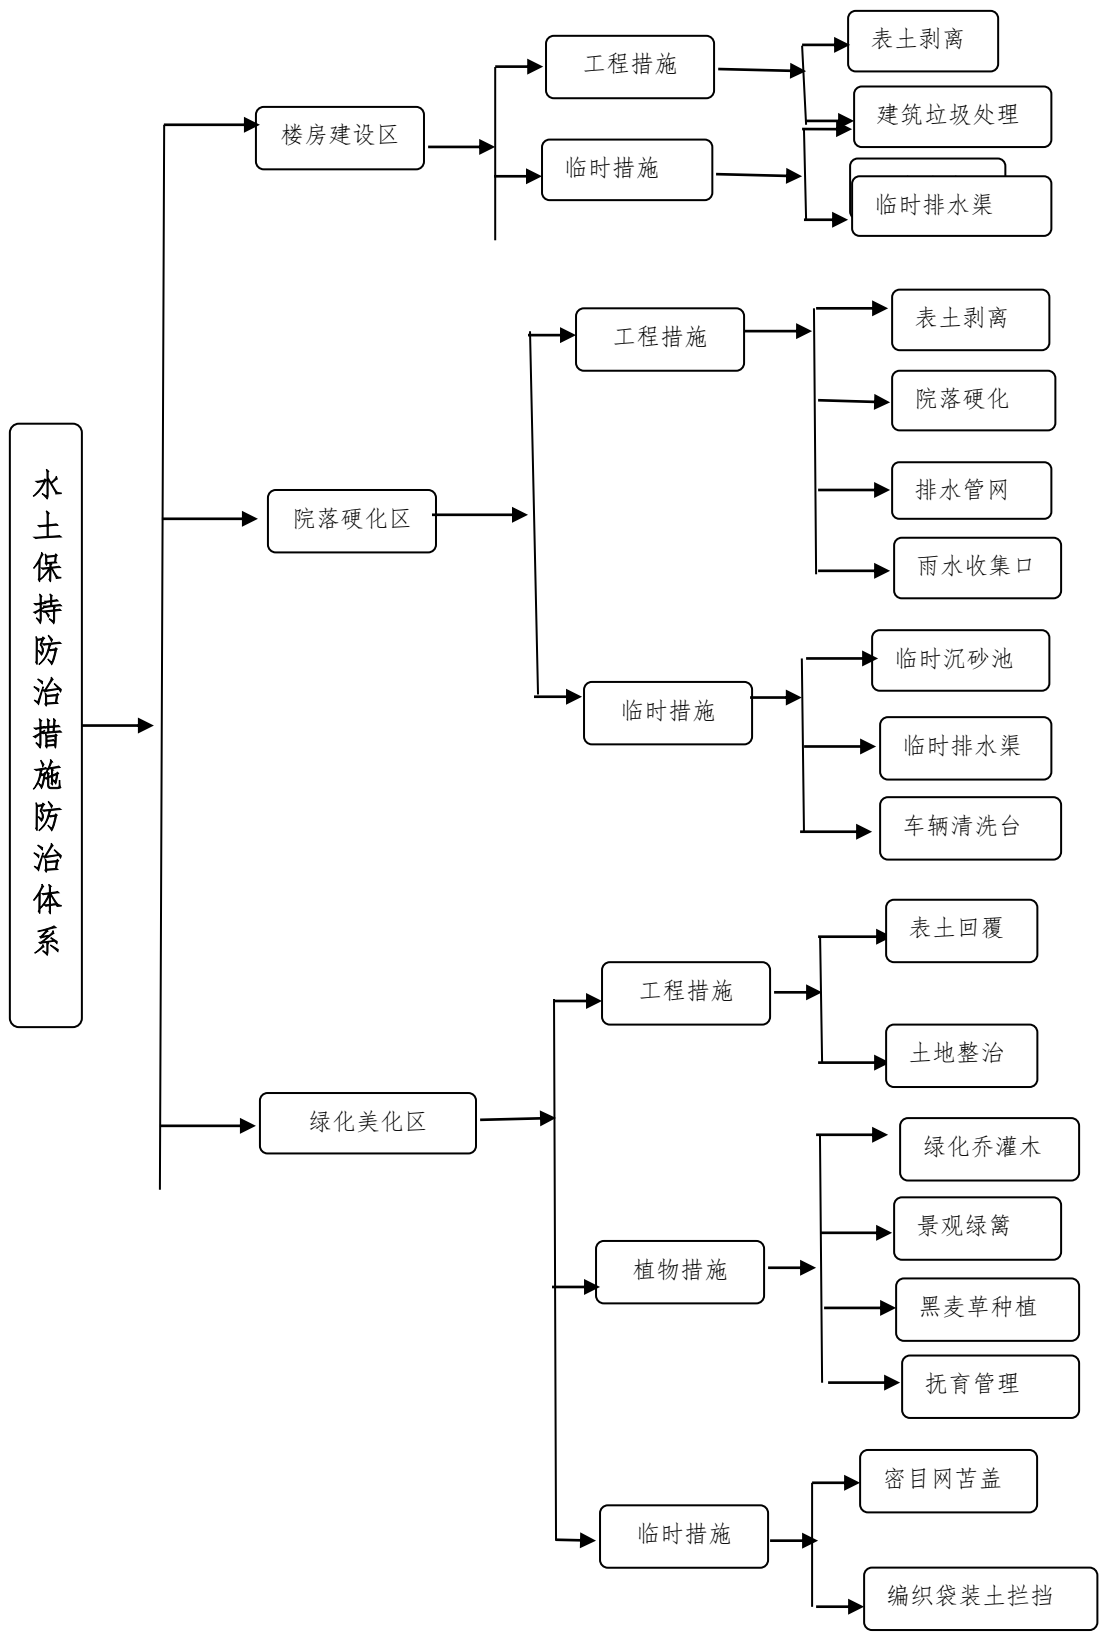 水土保持防治措施防治体系
楼房建设区
工程措施
表土剥离
建筑垃圾处理
临时措施
临时排水渠
院落硬化区
工程措施
表土剥离
院落硬化
排水管网
雨水收集口
临时措施
临时沉砂池
临时排水渠
车辆清洗台
绿化美化区
工程措施
表土回覆
土地整治
植物措施
绿化乔灌木
景观绿篱
黑麦草种植
抚育管理
临时措施
密目网苫盖
编织袋装土拦挡